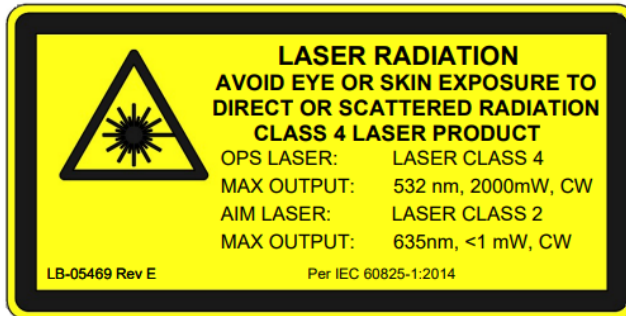 LASER RADIATION
AVOID EYE OR SKIN EXPOSURE TO
DIRECT OR SCATTERED RADIATION
CLASS 4 LASER PRODUCT
OPS LASER: LASER CLASS 4
MAX OUTPUT: 532 nm, 2000mW, CW
AIM LASER: LASER CLASS 2
MAX OUTPUT: 635nm, <1 mW, CW
LB-05469 Rev E Per IEC 60825-1:2014